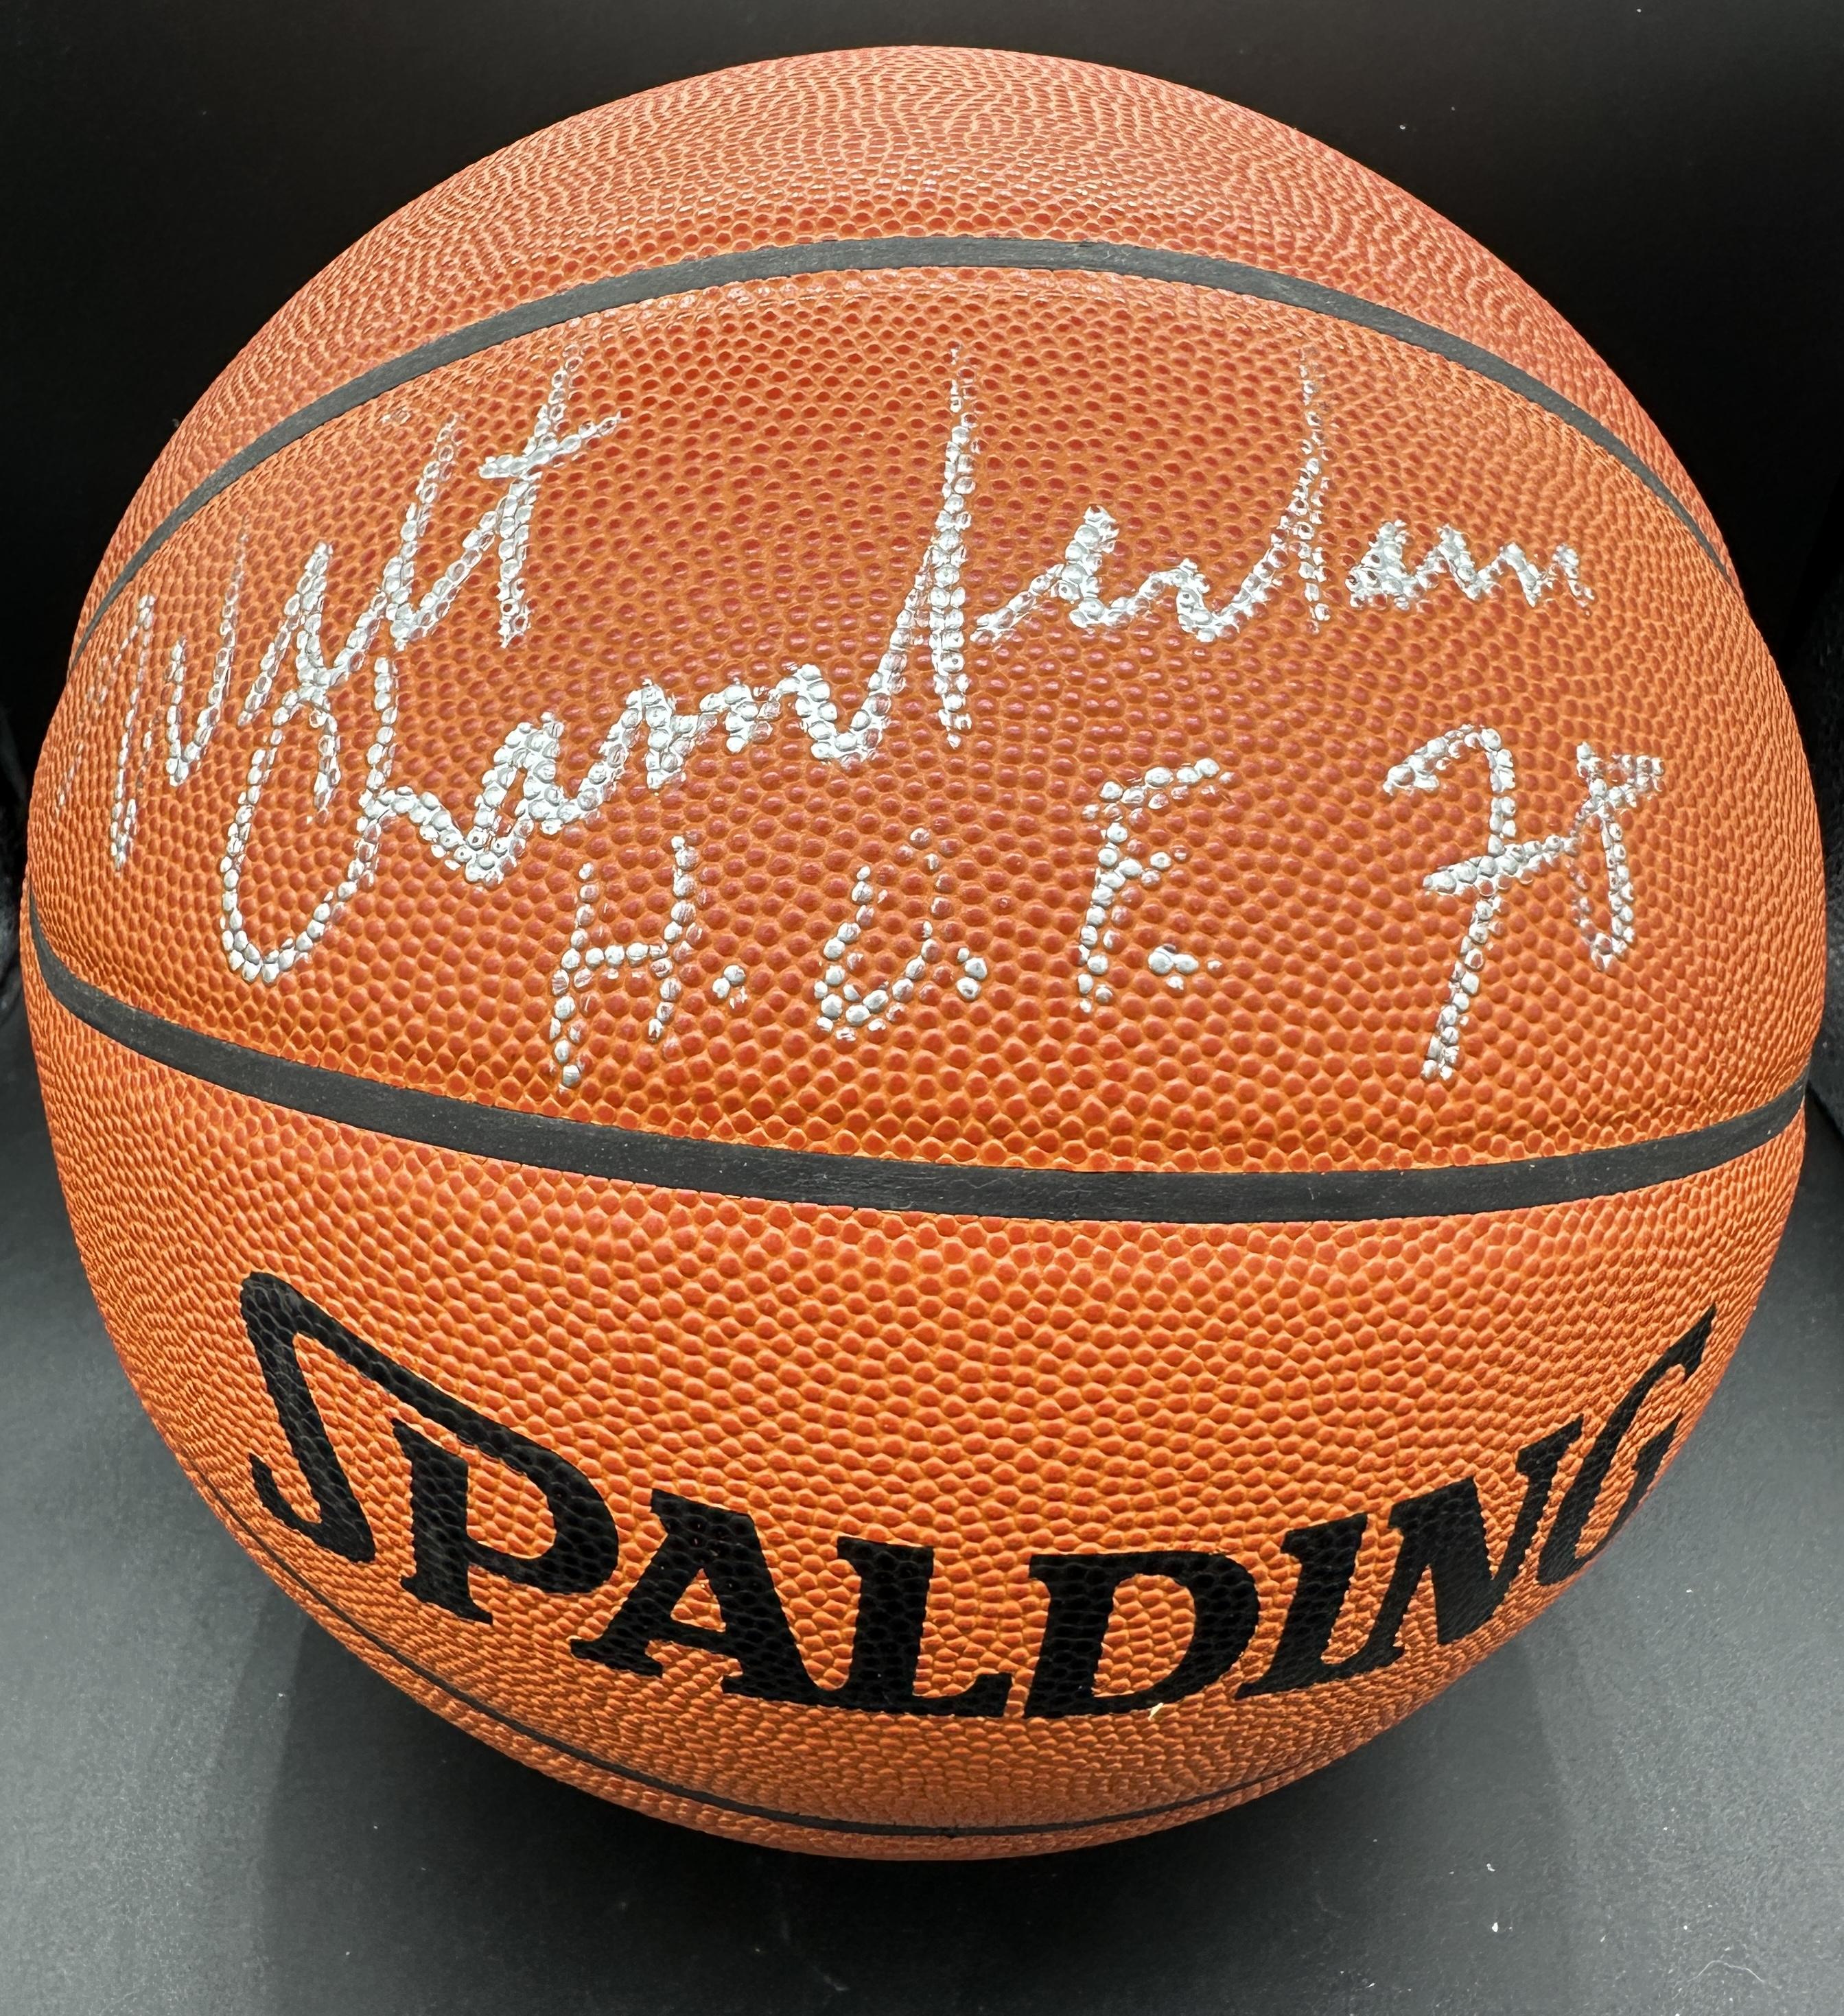 Wilt
Chamberlain
H.O.F. 78
SPALDING